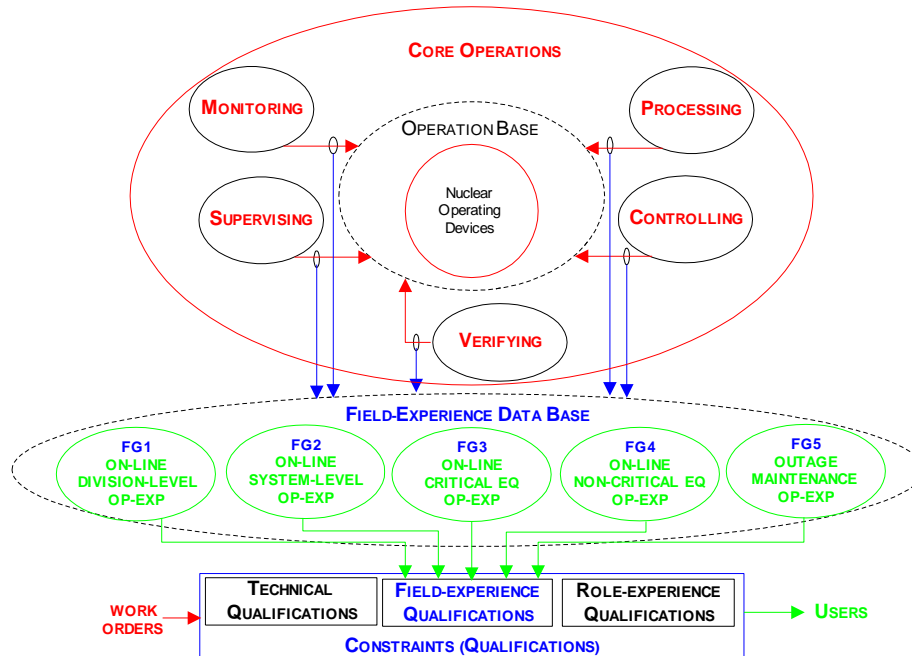 CORE OPERATIONS
MONITORING
PROCESSING
OPERATION BASE
Nuclear
Operating
Devices
SUPERVISING
CONTROLLING
VERIFYING
FIELD-EXPERIENCE DATA BASE
FG1
ON-LINE
DIVISION-LEVEL
OP-EXP
FG2
ON-LINE
SYSTEM-LEVEL
OP-EXP
FG3
ON-LINE
CRITICAL EQ
OP-EXP
FG4
ON-LINE
NON-CRITICAL EQ
OP-EXP
FG5
OUTAGE
MAINTENANCE
OP-EXP
TECHNICAL
QUALIFICATIONS
FIELD-EXPERIENCE
QUALIFICATIONS
ROLE-EXPERIENCE
QUALIFICATIONS
WORK
ORDERS
USERS
CONSTRAINTS (QUALIFICATIONS)